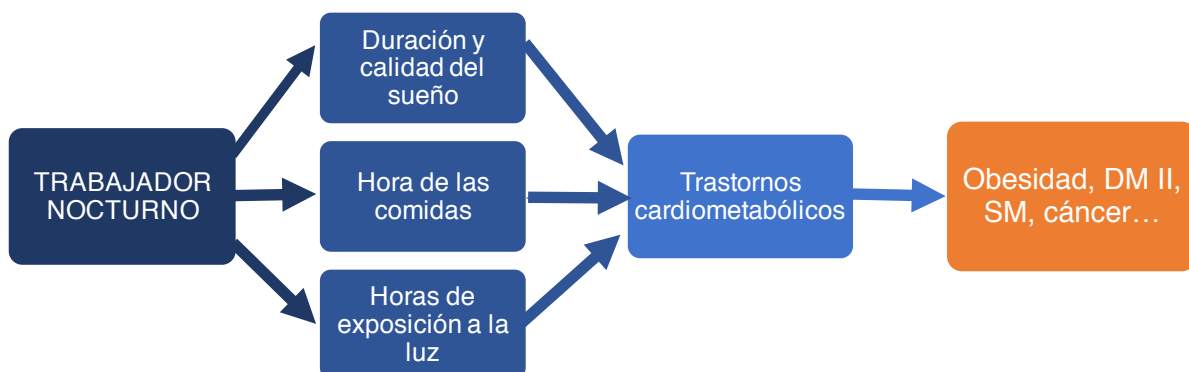 TRABAJADOR
NOCTURNO
Duración y
calidad del
sueño
Hora de las
comidas
Horas de
exposición a la
luz
Trastornos
cardiometabólicos
Obesidad, DM II,
SM, cáncer…